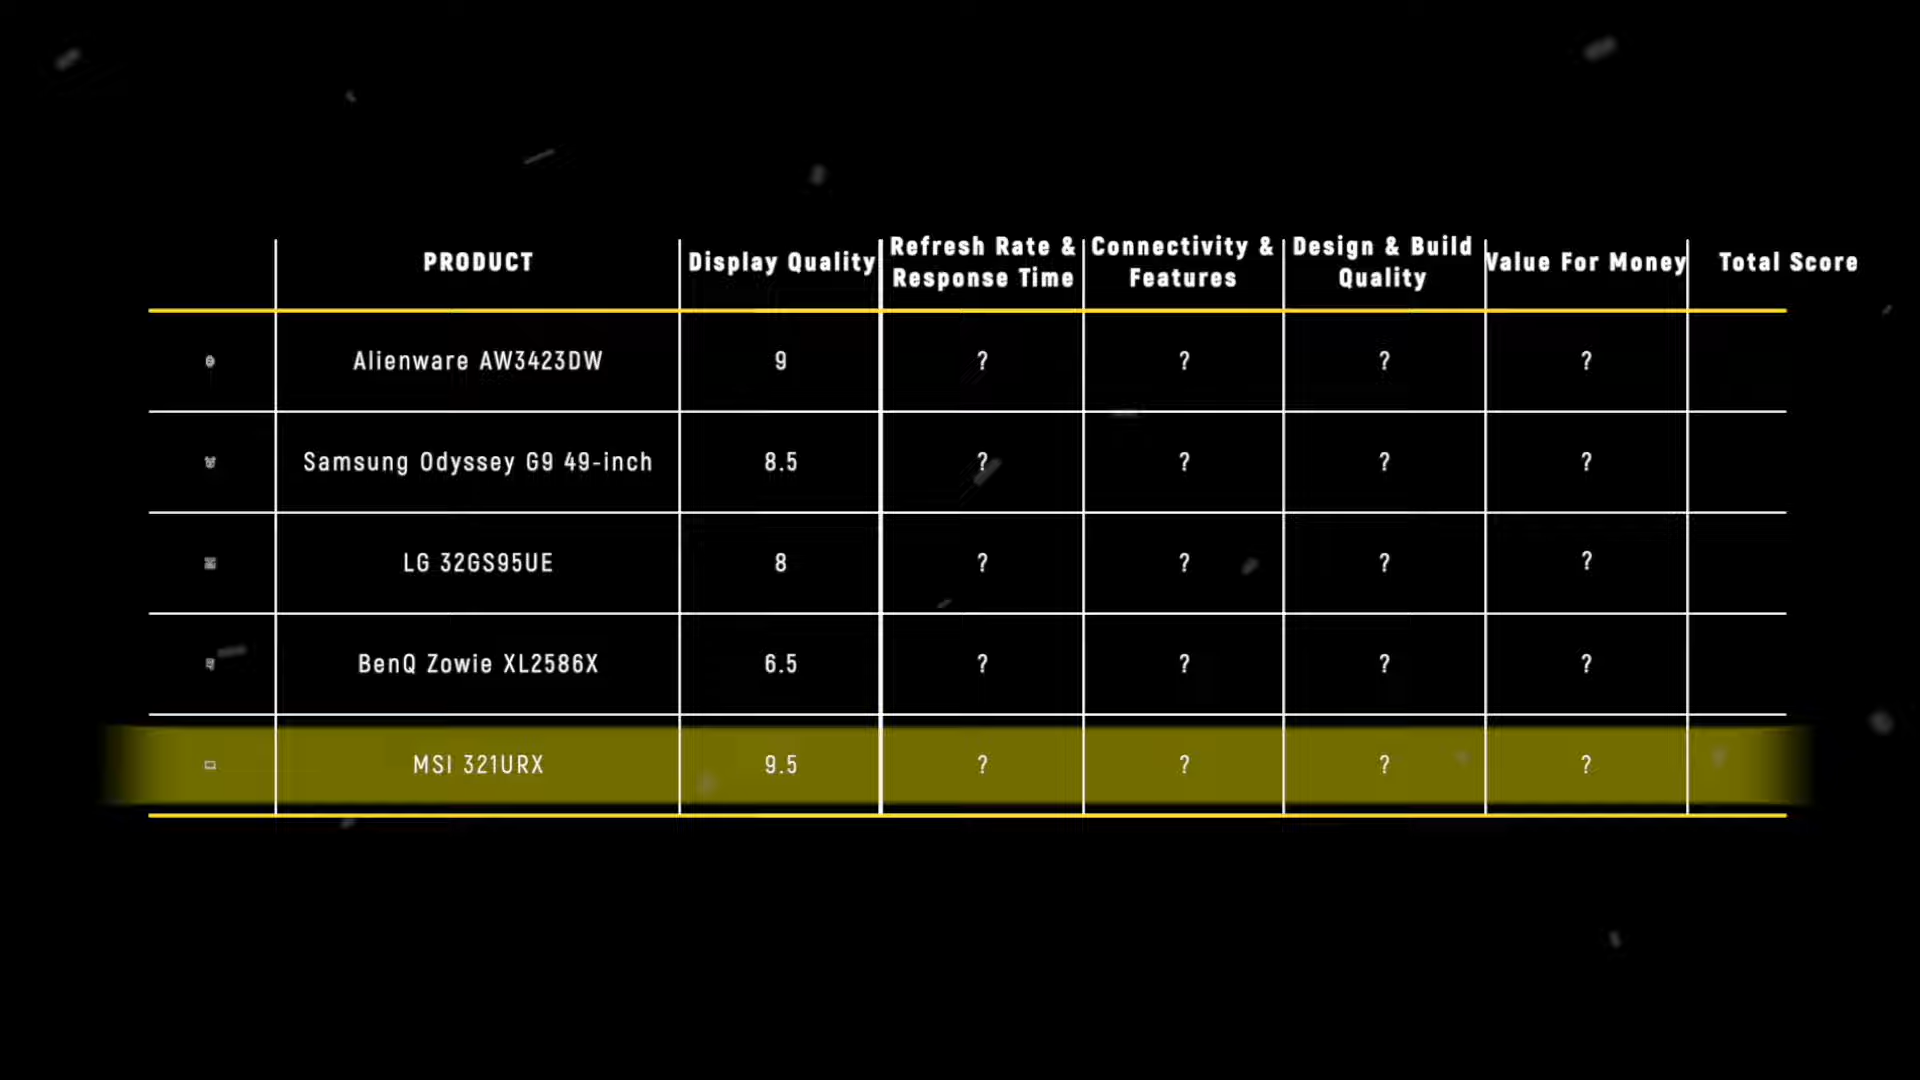 PRODUCT Display Quality Refresh Rate & Response Time Connectivity & Features Design & Build Quality Value For Money Total Score
Alienware AW3423DW 9 ? ? ? ?
Samsung Odyssey G9 49-inch 8.5 ? ? ? ?
LG 32GS95UE 8 ? ? ? ?
BenQ Zowie XL2586X 6.5 ? ? ? ?
MSI 321URX 9.5 ? ? ? ?